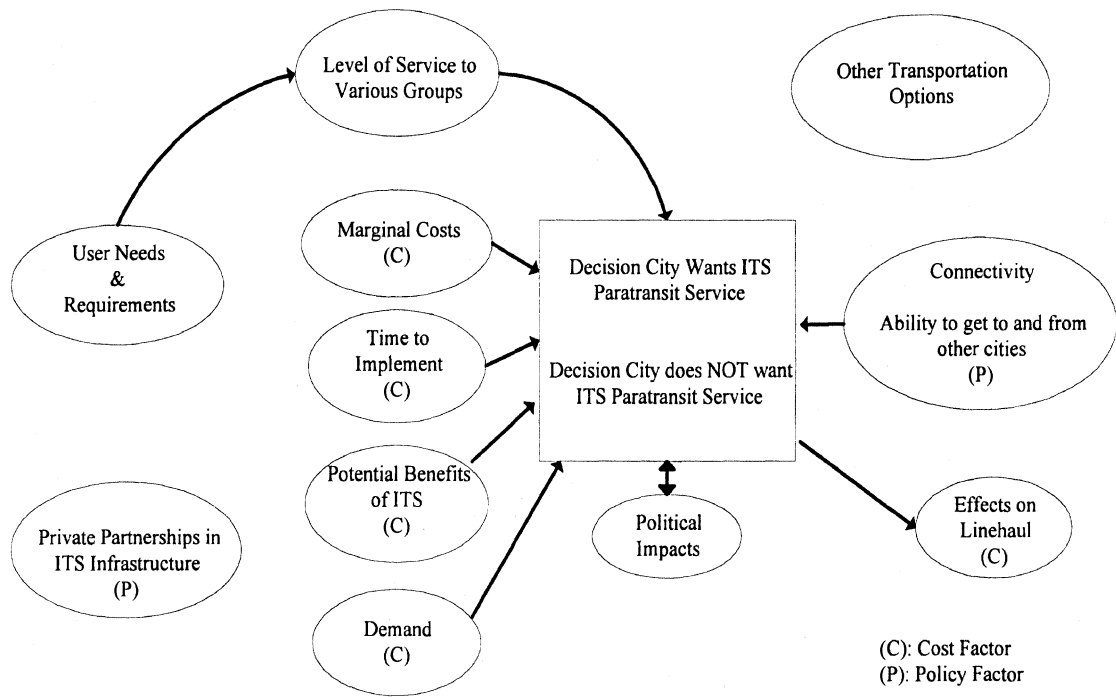 Level of Service to
Various Groups
Other Transportation
Options
User Needs
&
Requirements
Marginal Costs
(C)
Time to
Implement
(C)
Potential Benefits
of ITS
(C)
Demand
(C)
Private Partnerships in
ITS Infrastructure
(P)
Decision City Wants ITS
Paratransit Service
Decision City does NOT want
ITS Paratransit Service
Political
Impacts
Connectivity
Ability to get to and from
other cities
(P)
Effects on
Linehaul
(C)
(C): Cost Factor
(P): Policy Factor